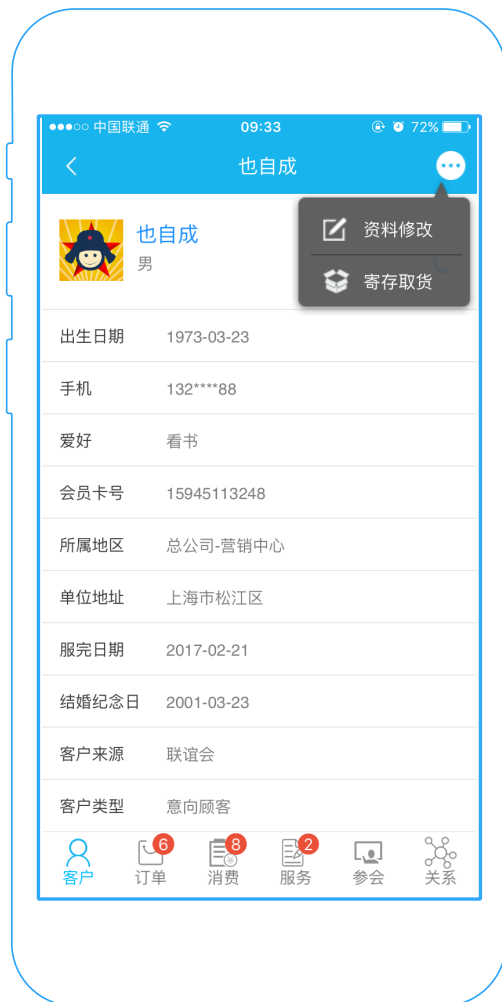 中国联通 09:33 72%
也自成
资料修改
寄存取货
也自成
男
出生日期 1973-03-23
手机 132****88
爱好 看书
会员卡号 15945113248
所属地区 总公司-营销中心
单位地址 上海市松江区
服完日期 2017-02-21
结婚纪念日 2001-03-23
客户来源 联谊会
客户类型 意向顾客
6 8 2
客户 订单 消费 服务 参会 关系